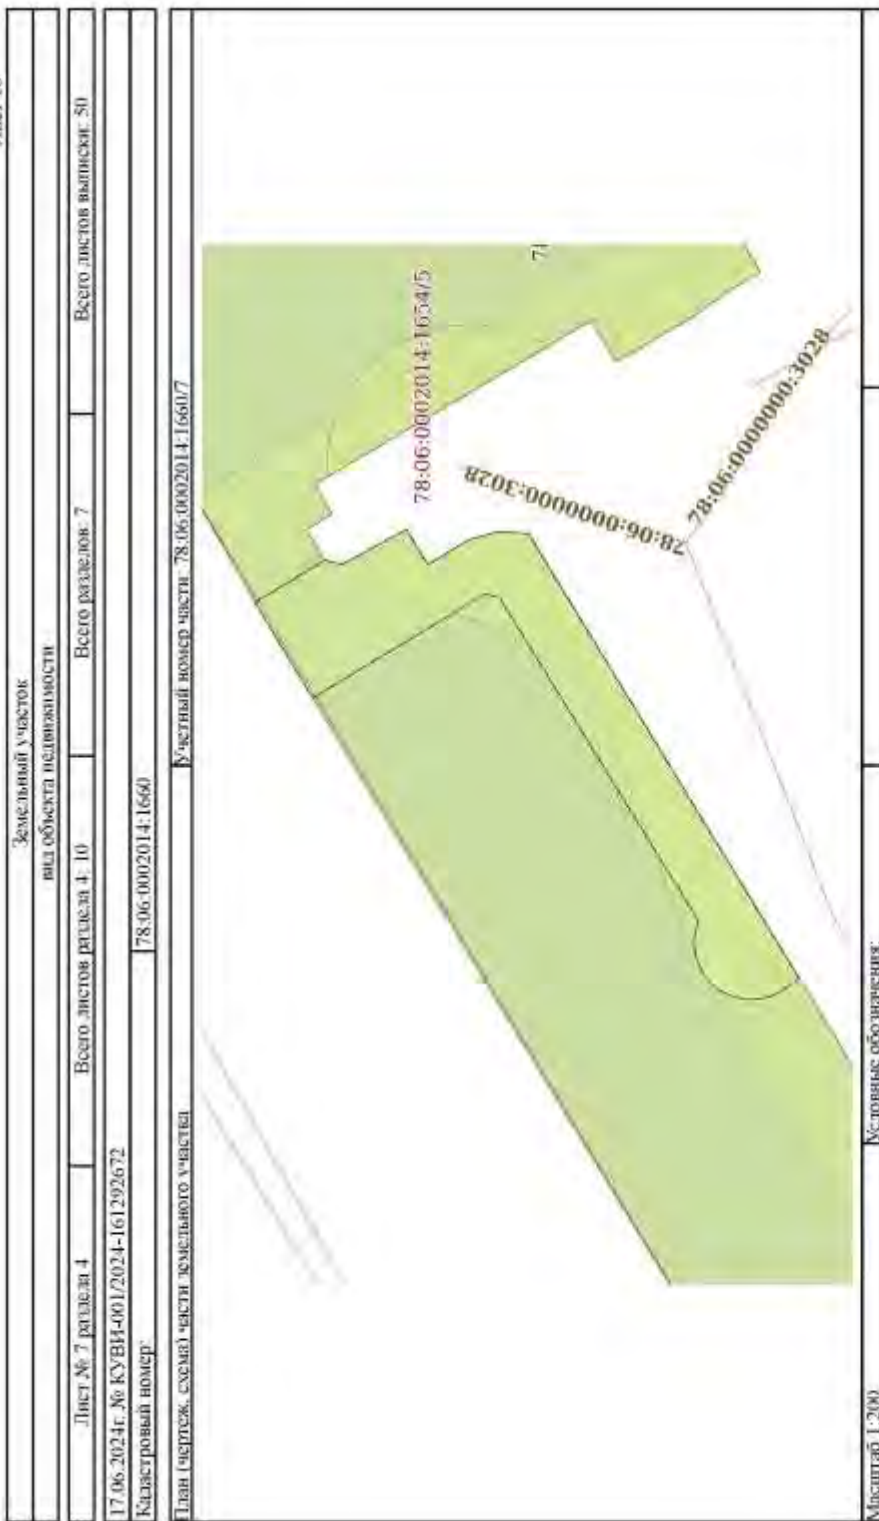 Земельный участок
вид объекта недвижимости
Лист № 7 раздела 4 Всего листов раздела 4: 10 Всего разделов: 7 Всего листов выписки: 50
17.06.2024г. № КУВИ-001/2024-161292672
Кадастровый номер: 78:06:0002014:1660
План (чертеж, схема) части земельного участка Учетный номер части: 78:06:0002014:1660/7
78:06:0002014:1654/5
78:06:0000000:3028
78:06:0000000:3028
Масштаб 1:200 Условные обозначения: